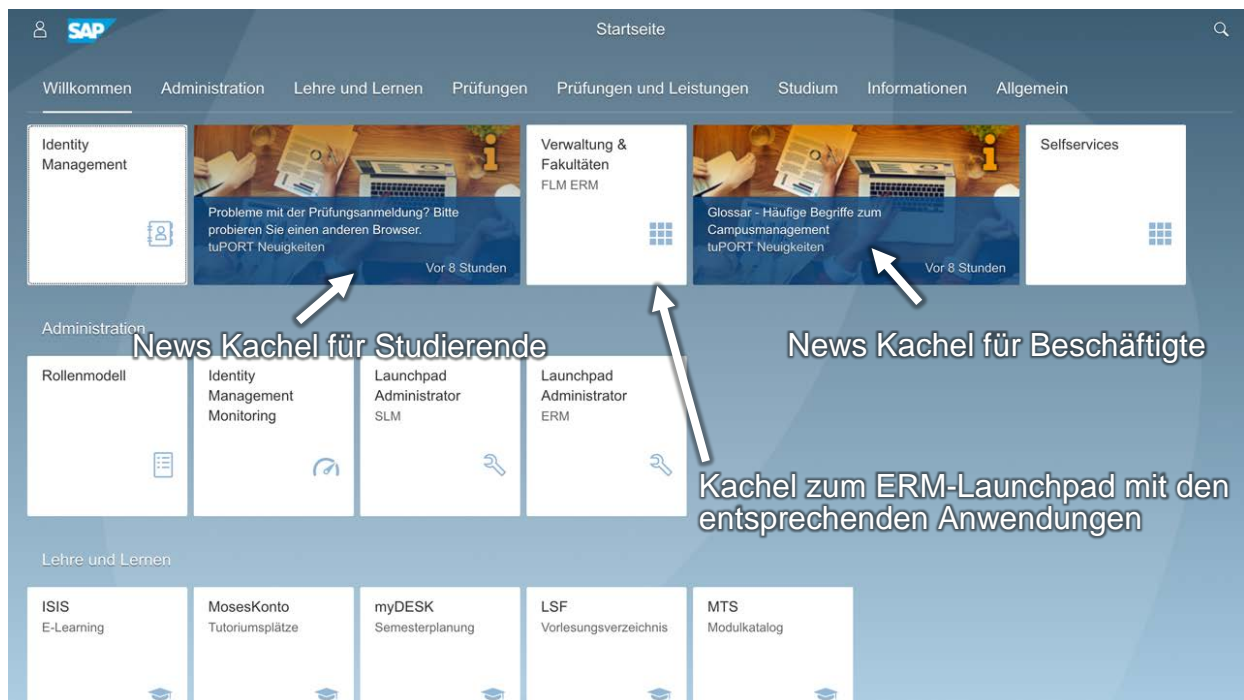 SAP
Startseite
Willkommen Administration Lehre und Lernen Prüfungen Prüfungen und Leistungen Studium Informationen Allgemein
Identity
Management
Probleme mit der Prüfungsanmeldung? Bitte
probieren Sie einen anderen Browser.
tuPORT Neuigkeiten
Vor 8 Stunden
Verwaltung &
Fakultäten
FLM ERM
Glossar - Häufige Begriffe zum
Campusmanagement
tuPORT Neuigkeiten
Vor 8 Stunden
Selfservices
News Kachel für Studierende
News Kachel für Beschäftigte
Administration
Rollenmodell
Identity
Management
Monitoring
Launchpad
Administrator
SLM
Launchpad
Administrator
ERM
Kachel zum ERM-Launchpad mit den
entsprechenden Anwendungen
Lehre und Lernen
ISIS
E-Learning
MosesKonto
Tutoriumsplätze
myDESK
Semesterplanung
LSF
Vorlesungsverzeichnis
MTS
Modulkatalog